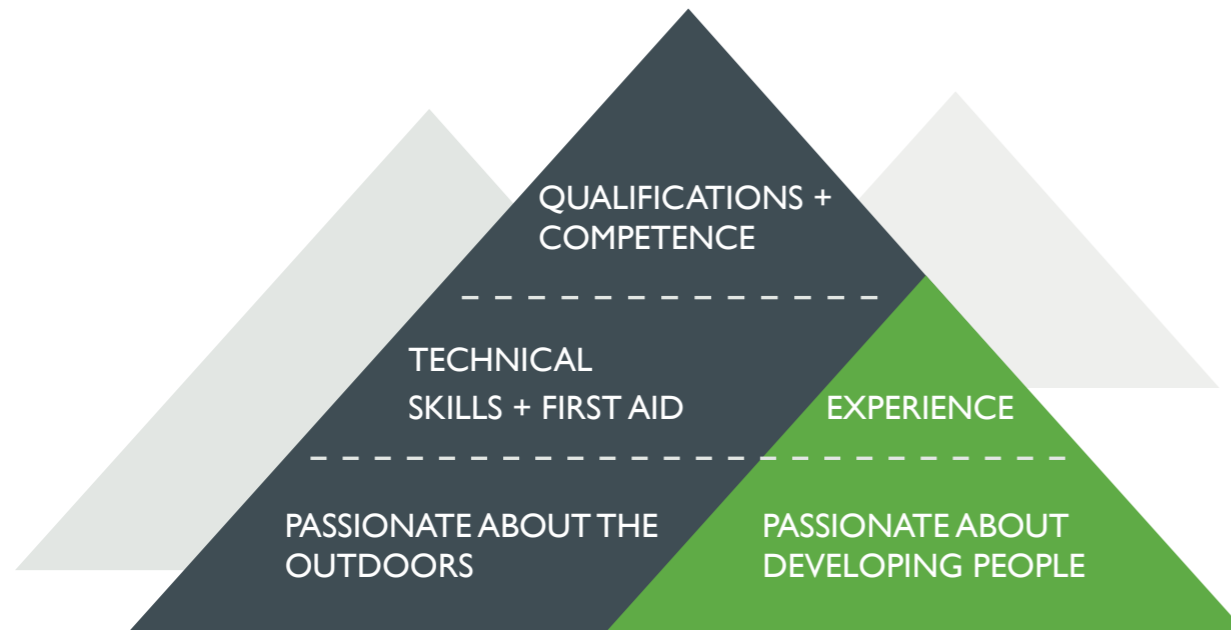 QUALIFICATIONS +
COMPETENCE
TECHNICAL
SKILLS + FIRST AID
EXPERIENCE
PASSIONATE ABOUT THE
OUTDOORS
PASSIONATE ABOUT
DEVELOPING PEOPLE